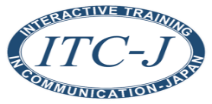 INTERACTIVE TRAINING
ITC-J
IN COMMUNICATION-JAPAN